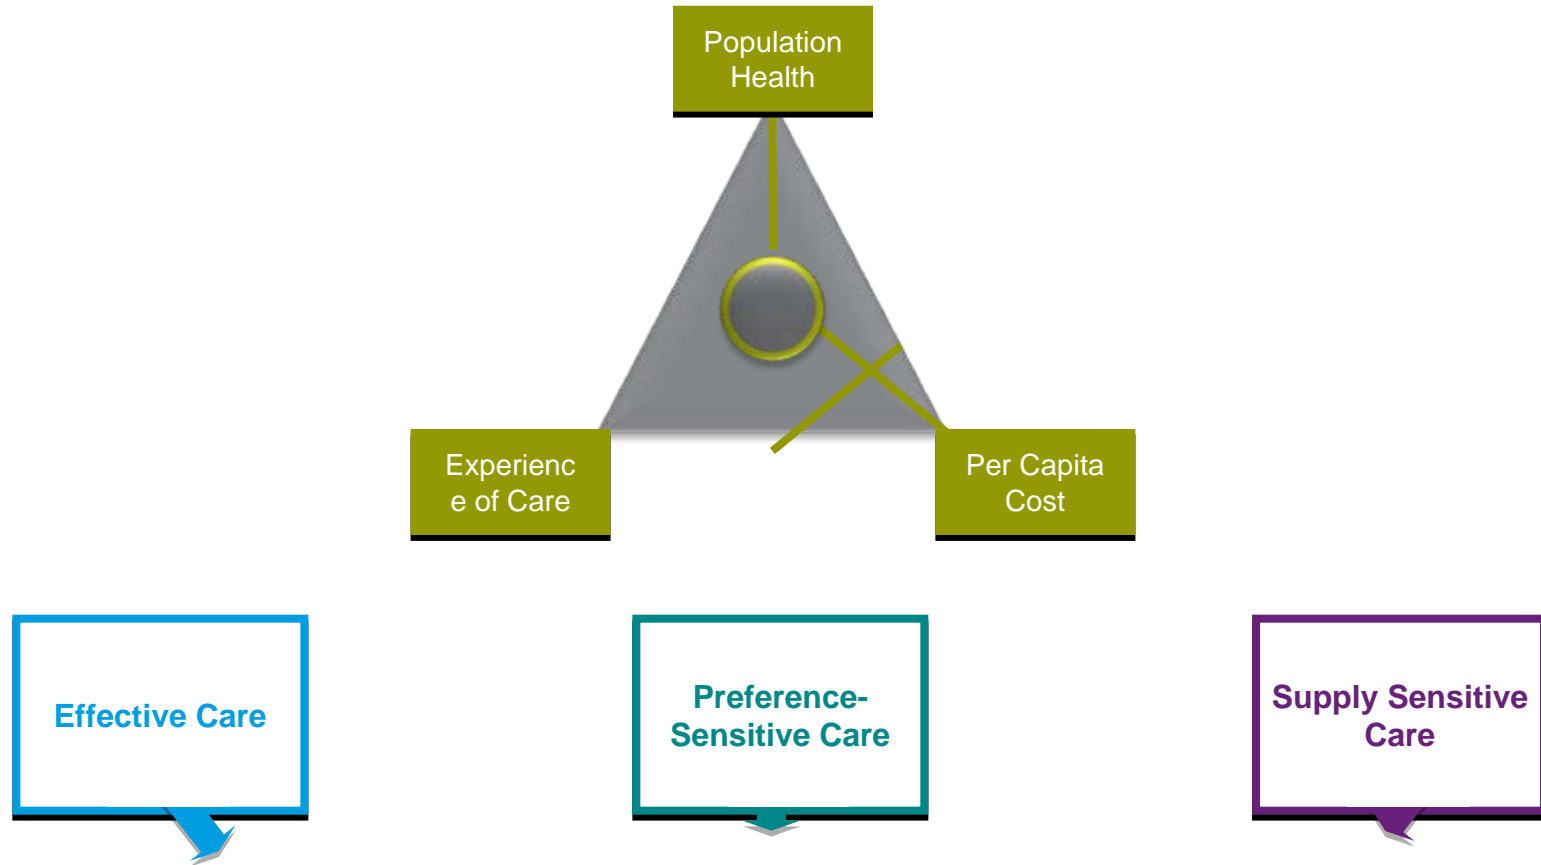 Population
Health
Experienc
e of Care
Per Capita
Cost
Effective Care
Preference-
Sensitive Care
Supply Sensitive
Care